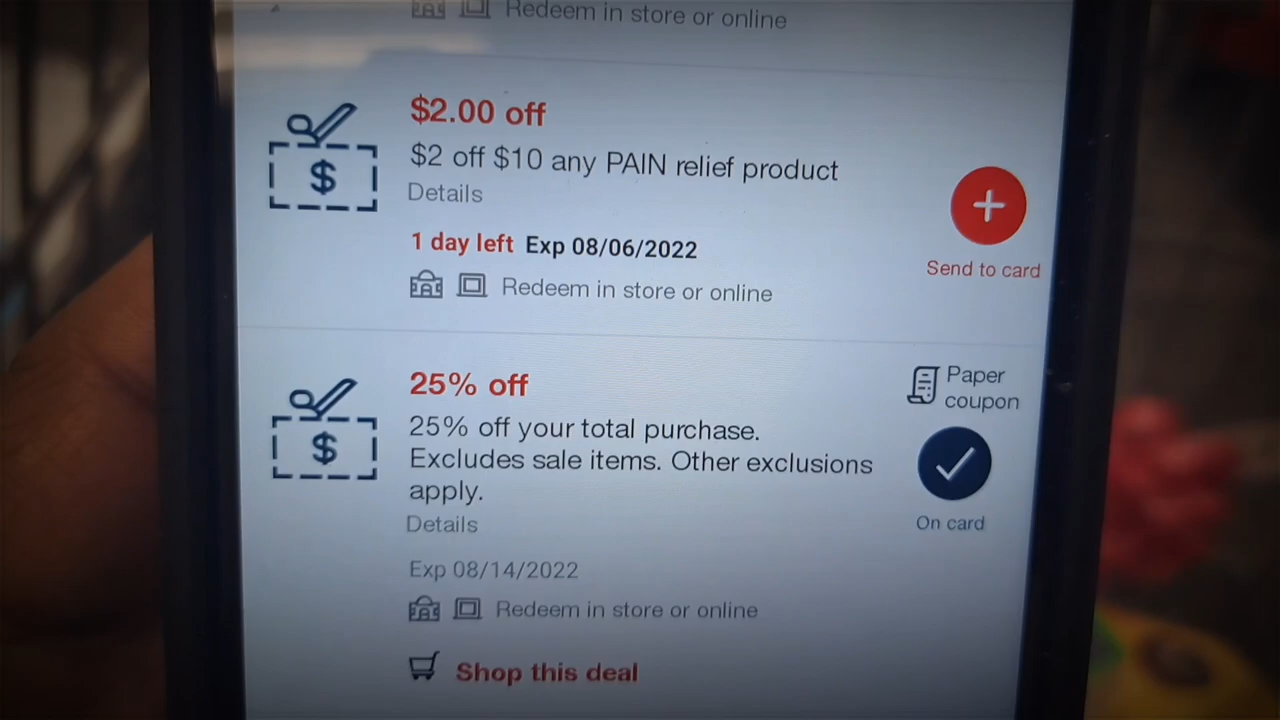 Redeem in store or online
$2.00 off
$2 off $10 any PAIN relief product
Details
1 day left Exp 08/06/2022
Redeem in store or online
$
+
Send to card
25% off
25% off your total purchase.
Excludes sale items. Other exclusions
apply.
Details
Exp 08/14/2022
Redeem in store or online
Shop this deal
$
Paper
coupon
On card